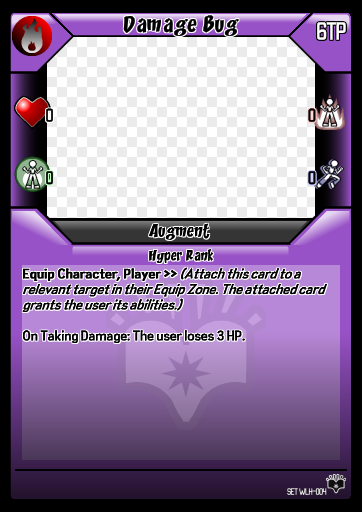 Damage Bug
6TP
0
0
0
0
Augment
Hyper Rank
Equip Character, Player >> (Attach this card to a
relevant target in their Equip Zone. The attached card
grants the user its abilities.)
On Taking Damage: The user loses 3 HP.
SET WLH-004